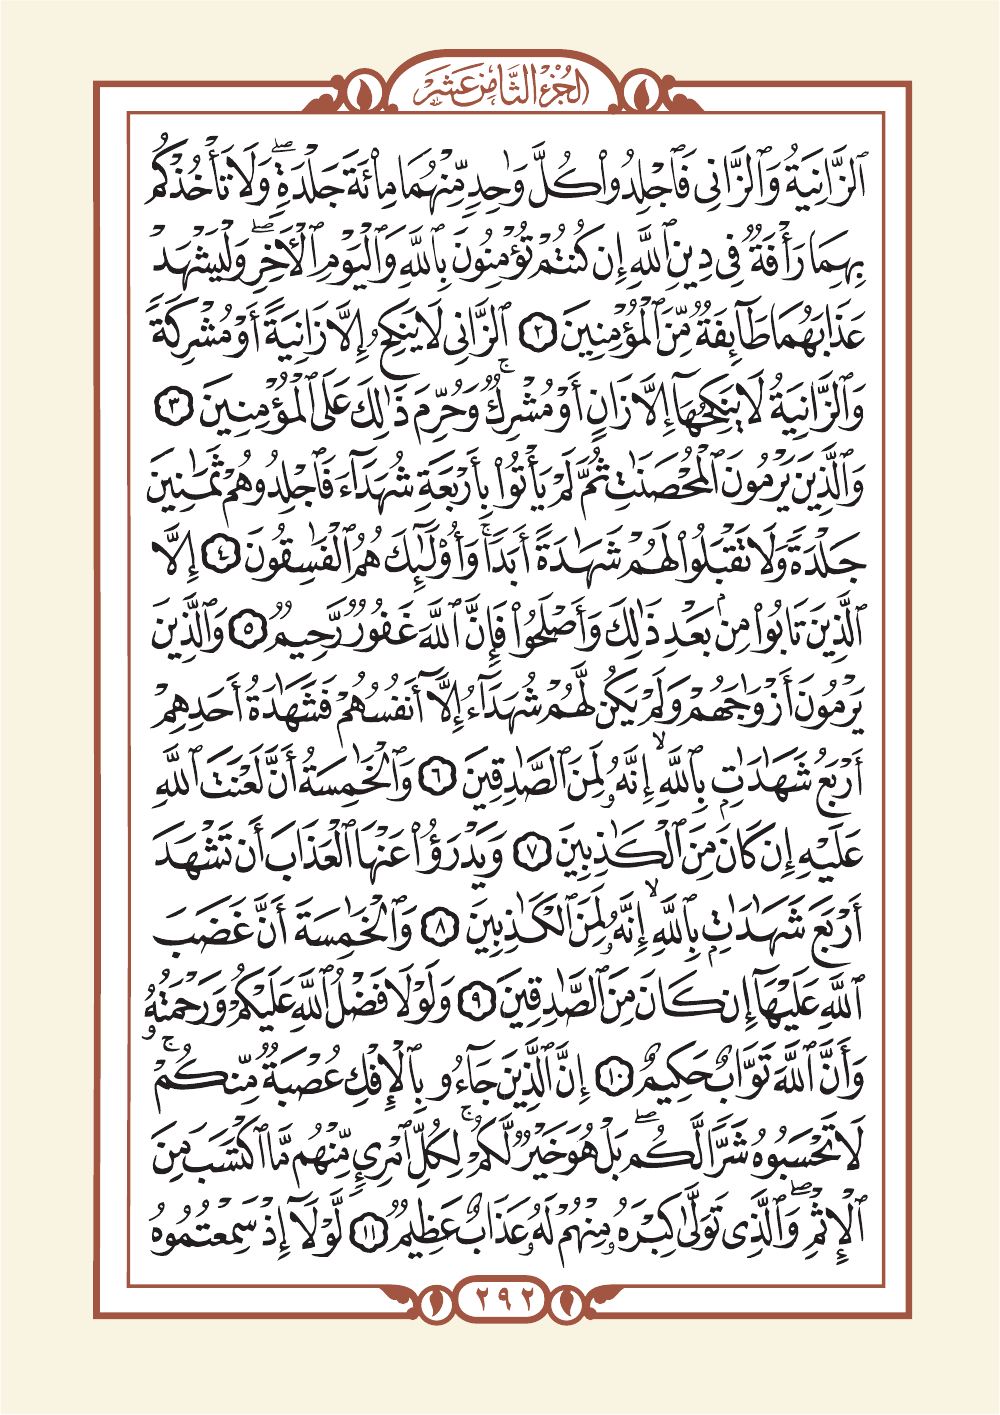 الجُزْءُ الثَّامِنَ عَشَرَ
ٱلزَّانِيَةُ وَٱلزَّانِى فَٱجْلِدُوا۟ كُلَّ وَٰحِدٍ مِّنْهُمَا مِا۟ئَةَ جَلْدَةٍ ۖ وَلَا تَأْخُذْكُم
بِهِمَا رَأْفَةٌ فِى دِينِ ٱللَّهِ إِن كُنتُمْ تُؤْمِنُونَ بِٱللَّهِ وَٱلْيَوْمِ ٱلْـَٔاخِرِ ۖ وَلْيَشْهَدْ
عَذَابَهُمَا طَآئِفَةٌ مِّنَ ٱلْمُؤْمِنِينَ ٢ ٱلزَّانِى لَا يَنكِحُ إِلَّا زَانِيَةً أَوْ مُشْرِكَةً
وَٱلزَّانِيَةُ لَا يَنكِحُهَآ إِلَّا زَانٍ أَوْ مُشْرِكٌ ۚ وَحُرِّمَ ذَٰلِكَ عَلَى ٱلْمُؤْمِنِينَ ٣
وَٱلَّذِينَ يَرْمُونَ ٱلْمُحْصَنَٰتِ ثُمَّ لَمْ يَأْتُوا۟ بِأَرْبَعَةِ شُهَدَآءَ فَٱجْلِدُوهُمْ ثَمَٰنِينَ
جَلْدَةً وَلَا تَقْبَلُوا۟ لَهُمْ شَهَٰدَةً أَبَدًا ۚ وَأُو۟لَٰٓئِكَ هُمُ ٱلْفَٰسِقُونَ ٤ إِلَّا
ٱلَّذِينَ تَابُوا۟ مِنۢ بَعْدِ ذَٰلِكَ وَأَصْلَحُوا۟ فَإِنَّ ٱللَّهَ غَفُورٌ رَّحِيمٌ ٥ وَٱلَّذِينَ
يَرْمُونَ أَزْوَٰجَهُمْ وَلَمْ يَكُن لَّهُمْ شُهَدَآءُ إِلَّآ أَنفُسُهُمْ فَشَهَٰدَةُ أَحَدِهِمْ
أَرْبَعُ شَهَٰدَٰتٍۭ بِٱللَّهِ ۙ إِنَّهُۥ لَمِنَ ٱلصَّٰدِقِينَ ٦ وَٱلْخَٰمِسَةُ أَنَّ لَعْنَتَ ٱللَّهِ
عَلَيْهِ إِن كَانَ مِنَ ٱلْكَٰذِبِينَ ٧ وَيَدْرَؤُا۟ عَنْهَا ٱلْعَذَابَ أَن تَشْهَدَ
أَرْبَعَ شَهَٰدَٰتٍۭ بِٱللَّهِ ۙ إِنَّهُۥ لَمِنَ ٱلْكَٰذِبِينَ ٨ وَٱلْخَٰمِسَةَ أَنَّ غَضَبَ
ٱللَّهِ عَلَيْهَآ إِن كَانَ مِنَ ٱلصَّٰدِقِينَ ٩ وَلَوْلَا فَضْلُ ٱللَّهِ عَلَيْكُمْ وَرَحْمَتُهُۥ
وَأَنَّ ٱللَّهَ تَوَّابٌ حَكِيمٌ ١٠ إِنَّ ٱلَّذِينَ جَآءُو بِٱلْإِفْكِ عُصْبَةٌ مِّنكُمْ ۚ
لَا تَحْسَبُوهُ شَرًّا لَّكُم ۖ بَلْ هُوَ خَيْرٌ لَّكُمْ ۚ لِكُلِّ ٱمْرِئٍ مِّنْهُم مَّا ٱكْتَسَبَ مِنَ
ٱلْإِثْمِ ۚ وَٱلَّذِى تَوَلَّىٰ كِبْرَهُۥ مِنْهُمْ لَهُۥ عَذَابٌ عَظِيمٌ ١١ لَّوْلَآ إِذْ سَمِعْتُمُوهُ
٢٩٢